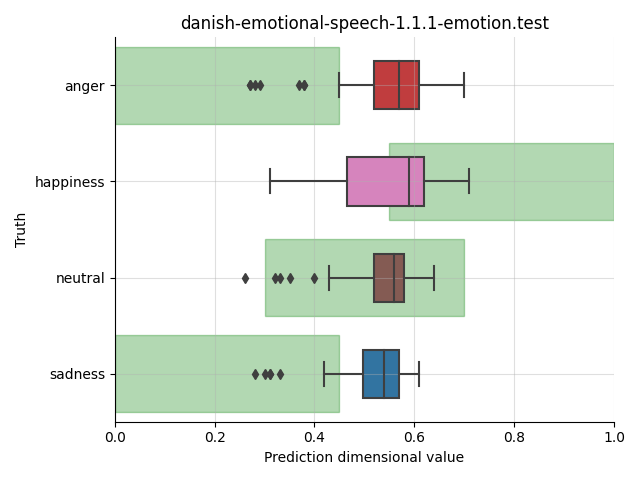 danish-emotional-speech-1.1.1-emotion.test
anger
happiness
neutral
sadness
Truth
0.0 0.2 0.4 0.6 0.8 1.0
Prediction dimensional value